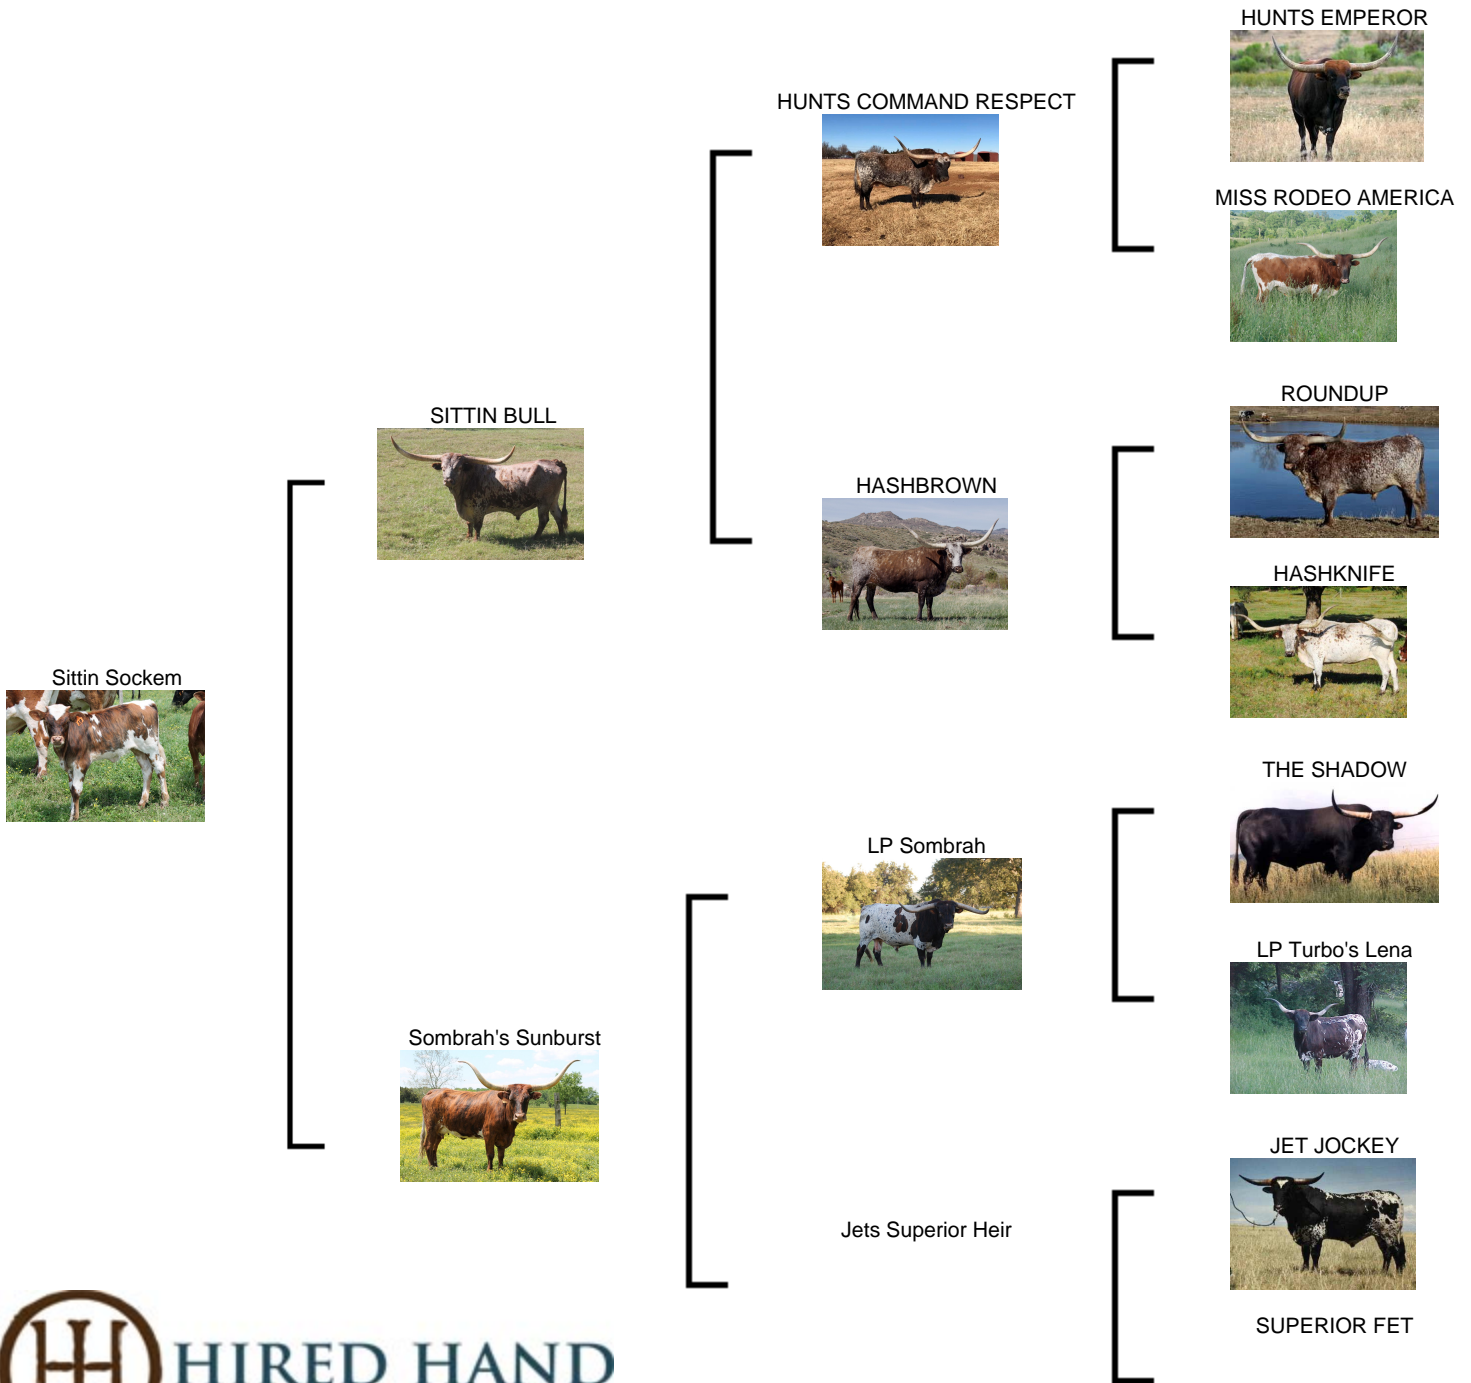 HUNTS EMPEROR
HUNTS COMMAND RESPECT
MISS RODEO AMERICA
ROUNDUP
SITTIN BULL
HASHBROWN
HASHKNIFE
Sittin Sockem
THE SHADOW
LP Sombrah
LP Turbo's Lena
Sombrah's Sunburst
JET JOCKEY
Jets Superior Heir
SUPERIOR FET
HH HIRED HAND